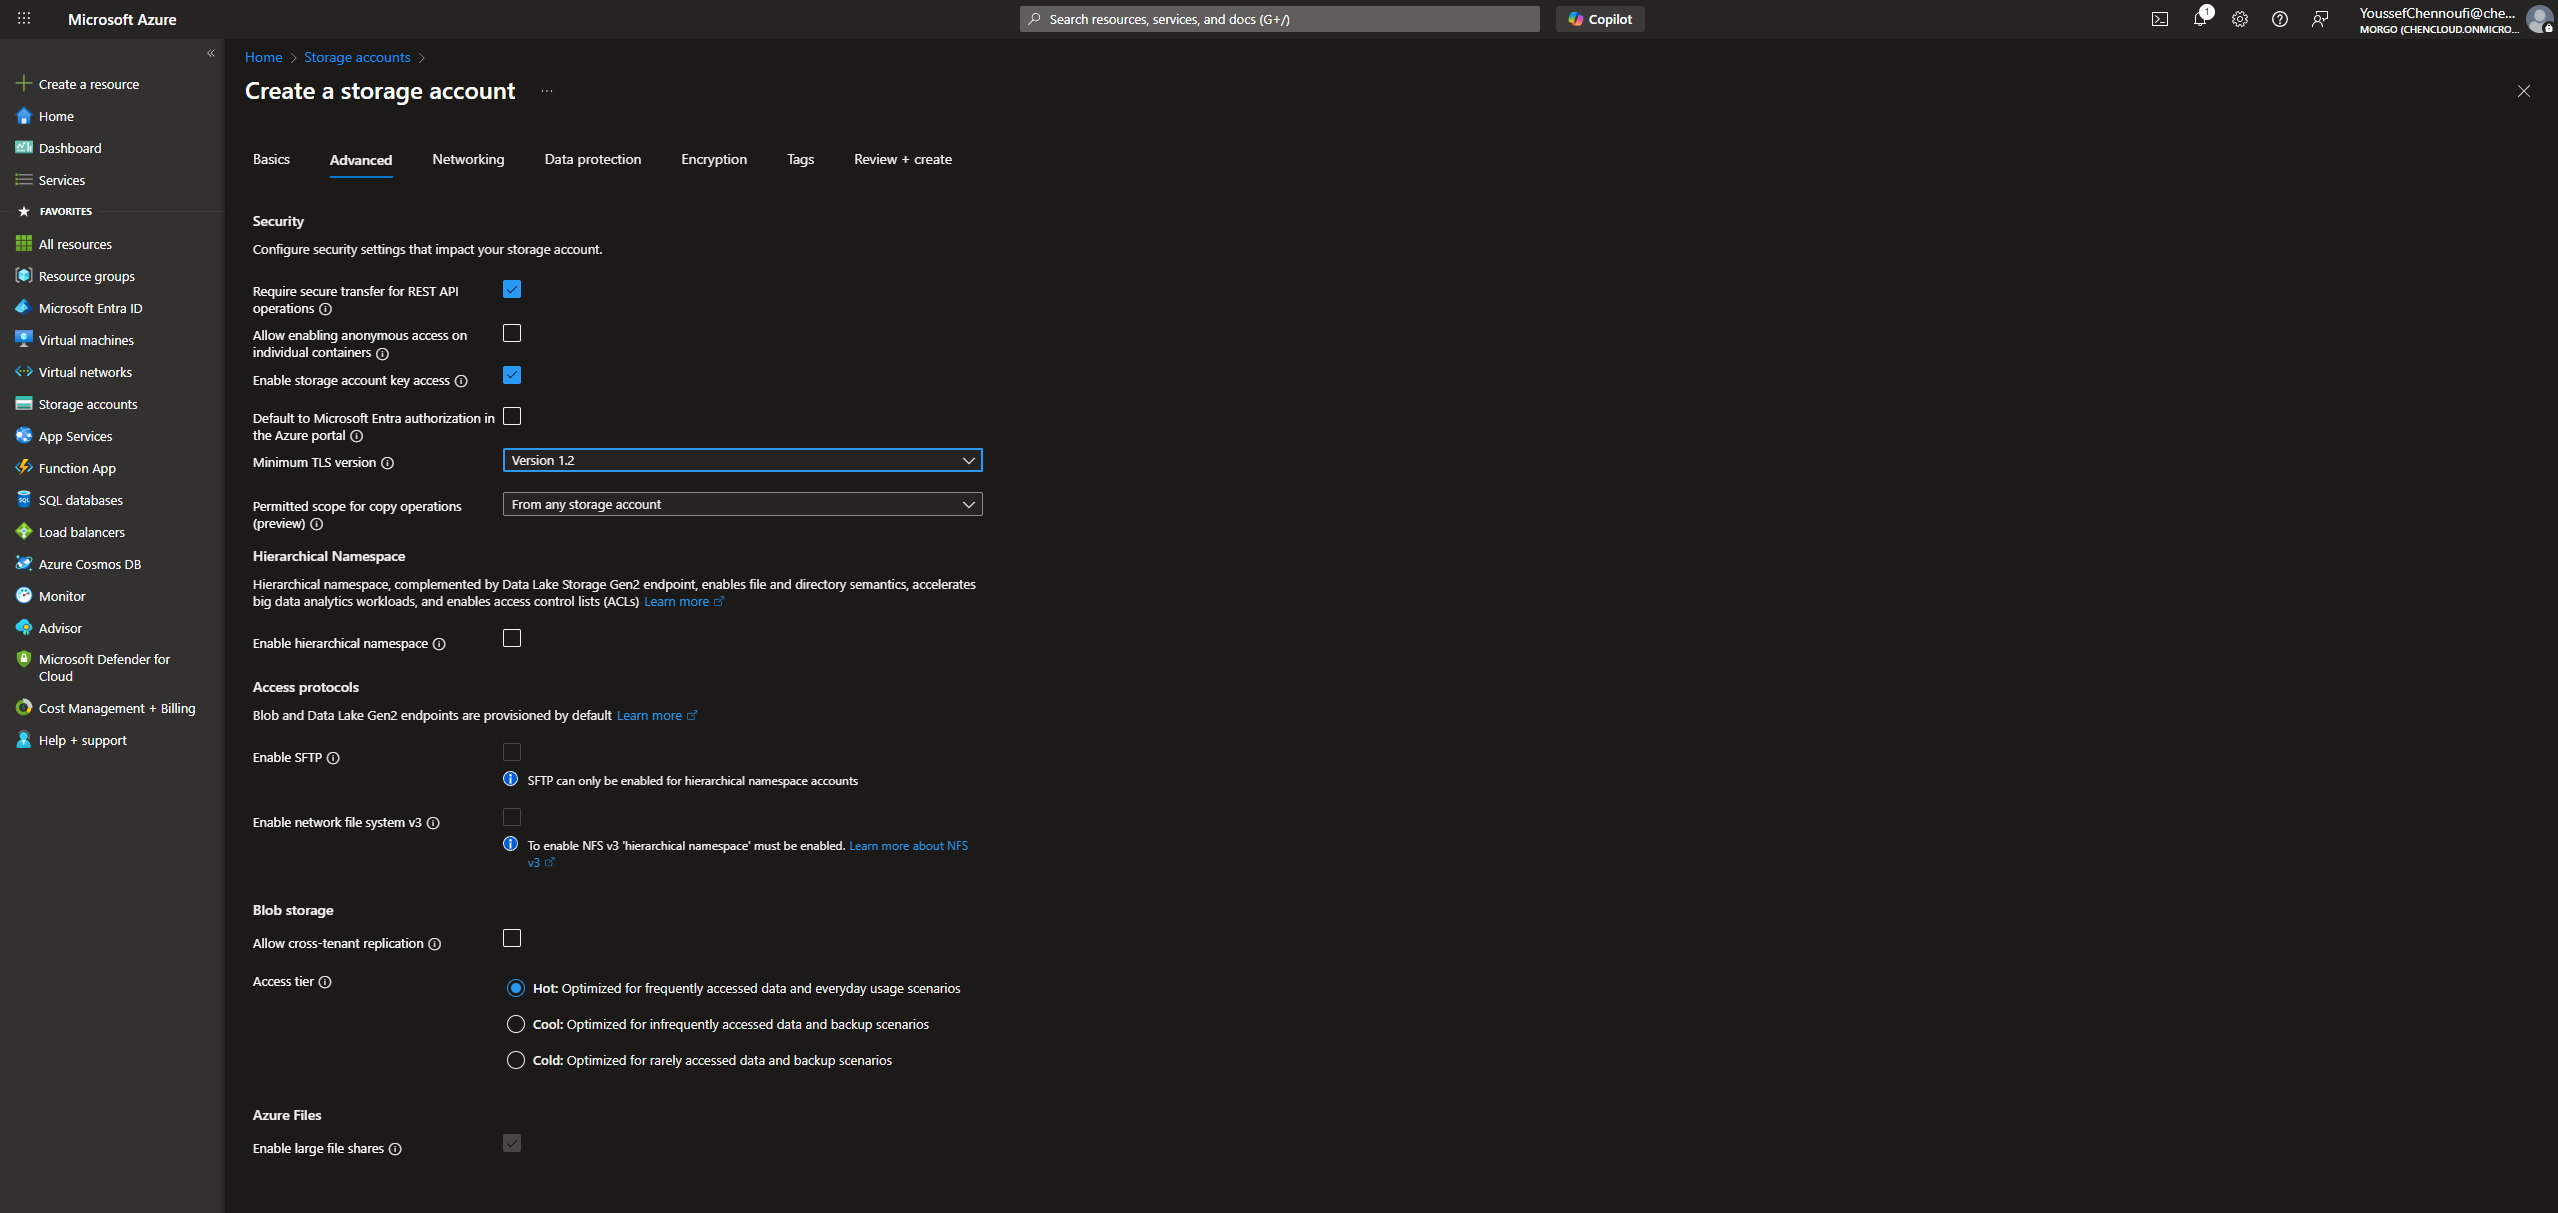 Microsoft Azure
Search resources, services, and docs (G+/)
Copilot
1
YoussefChennoufi@che...
MORGO (CHENCLOUD.ONMICRO...
Create a resource
Home
Dashboard
Services
FAVORITES
All resources
Resource groups
Microsoft Entra ID
Virtual machines
Virtual networks
Storage accounts
App Services
Function App
SQL databases
Load balancers
Azure Cosmos DB
Monitor
Advisor
Microsoft Defender for
Cloud
Cost Management + Billing
Help + support
Home > Storage accounts >
Create a storage account ...
Basics Advanced Networking Data protection Encryption Tags Review + create
Security
Configure security settings that impact your storage account.
Require secure transfer for REST API
operations
Allow enabling anonymous access on
individual containers
Enable storage account key access
Default to Microsoft Entra authorization in
the Azure portal
Minimum TLS version
Version 1.2
Permitted scope for copy operations
(preview)
From any storage account
Hierarchical Namespace
Hierarchical namespace, complemented by Data Lake Storage Gen2 endpoint, enables file and directory semantics, accelerates
big data analytics workloads, and enables access control lists (ACLs) Learn more
Enable hierarchical namespace
Access protocols
Blob and Data Lake Gen2 endpoints are provisioned by default Learn more
Enable SFTP
SFTP can only be enabled for hierarchical namespace accounts
Enable network file system v3
To enable NFS v3 'hierarchical namespace' must be enabled. Learn more about NFS
v3
Blob storage
Allow cross-tenant replication
Access tier
Hot: Optimized for frequently accessed data and everyday usage scenarios
Cool: Optimized for infrequently accessed data and backup scenarios
Cold: Optimized for rarely accessed data and backup scenarios
Azure Files
Enable large file shares